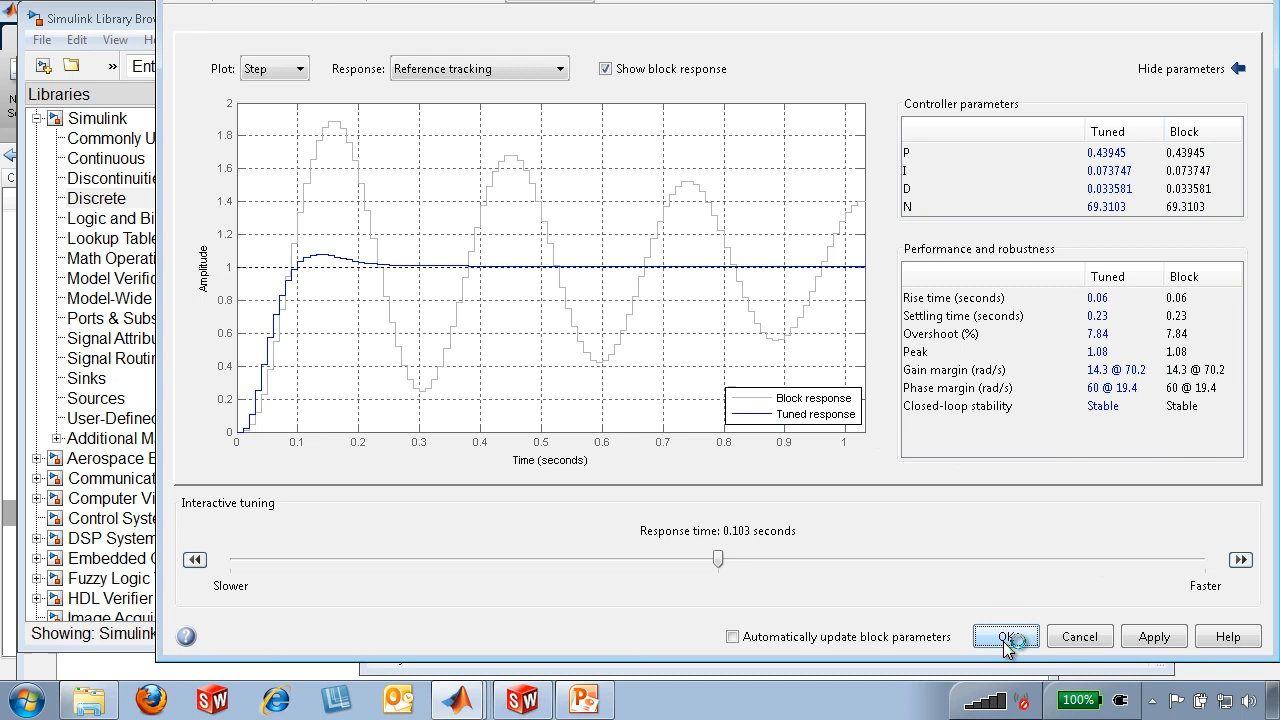 Simulink Library Brow
File Edit View He
» Ent
Libraries
Simulink
Commonly U
Continuous
Discontinuitie
Discrete
Logic and Bi
Lookup Table
Math Operati
Model Verific
Model-Wide
Ports & Subs
Signal Attribu
Signal Routin
Sinks
Sources
User-Defined
Additional M
Aerospace B
Communicat
Computer Vi
Control Syste
DSP System
Embedded C
Fuzzy Logic T
HDL Verifier
Image Acqui
Showing: Simulink
Plot: Step Response: Reference tracking Show block response Hide parameters
2
1.8
1.6
1.4
1.2
1
0.8
0.6
0.4
0.2
0
Amplitude
0 0.1 0.2 0.3 0.4 0.5 0.6 0.7 0.8 0.9 1
Time (seconds)
Block response
Tuned response
Controller parameters
Tuned Block
P 0.43945 0.43945
I 0.073747 0.073747
D 0.033581 0.033581
N 69.3103 69.3103
Performance and robustness
Tuned Block
Rise time (seconds) 0.06 0.06
Settling time (seconds) 0.23 0.23
Overshoot (%) 7.84 7.84
Peak 1.08 1.08
Gain margin (rad/s) 14.3 @ 70.2 14.3 @ 70.2
Phase margin (rad/s) 60 @ 19.4 60 @ 19.4
Closed-loop stability Stable Stable
Interactive tuning
Response time: 0.103 seconds
Slower Faster
Automatically update block parameters OK Cancel Apply Help
100%